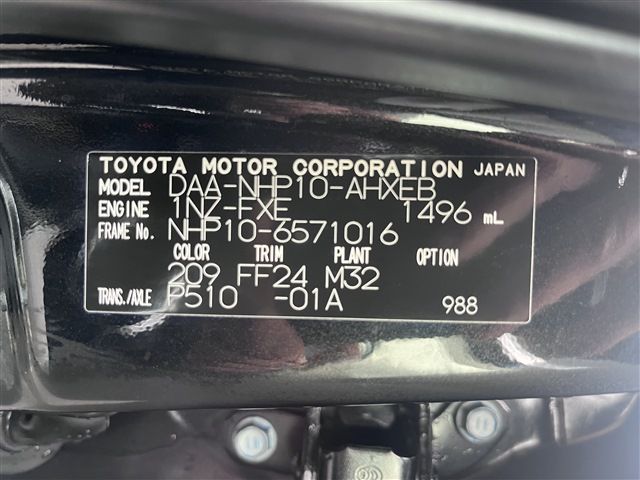 TOYOTA MOTOR CORPORATION JAPAN
MODEL DAA-NHP10-AHXEB
ENGINE 1NZ-FXE 1496 mL
FRAME No. NHP10-6571016
COLOR TRIM PLANT OPTION
209 FF24 M32
TRANS./AXLE P510 -01A 988